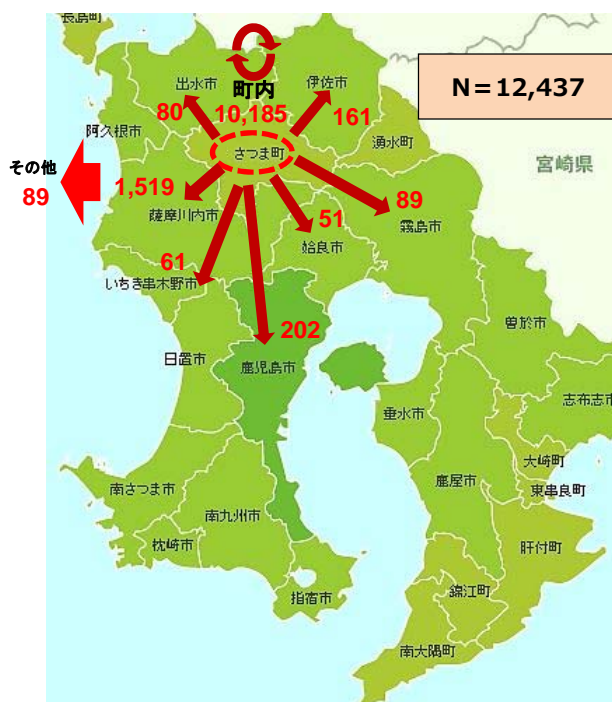 長島町
N=12,437
出水市
町内
伊佐市
80
10,185
161
阿久根市
さつま町
湧水町
宮崎県
その他
89
1,519
薩摩川内市
51
89
姶良市
霧島市
61
いちき串木野市
202
曽於市
日置市
鹿児島市
垂水市
志布志市
大崎町
鹿屋市
東串良町
南さつま市
南九州市
枕崎市
肝付町
錦江町
指宿市
南大隅町